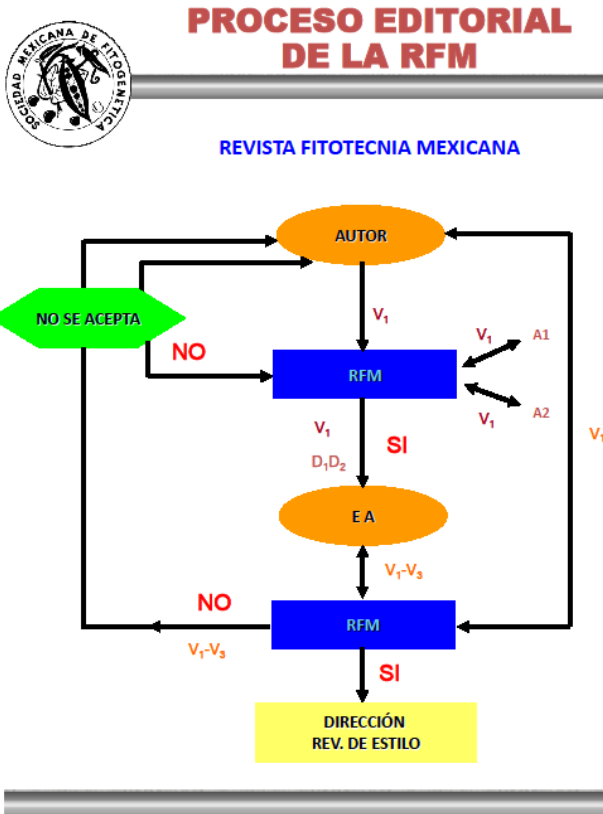 PROCESO EDITORIAL
DE LA RFM
SOCIEDAD MEXICANA DE FITOGENETICA
REVISTA FITOTECNIA MEXICANA
AUTOR
NO SE ACEPTA
V₁
NO
V₁
A1
RFM
V₁
A2
V₁
SI
D₁D₂
V₁
E A
V₁-V₃
NO
RFM
V₁-V₃
SI
DIRECCIÓN
REV. DE ESTILO